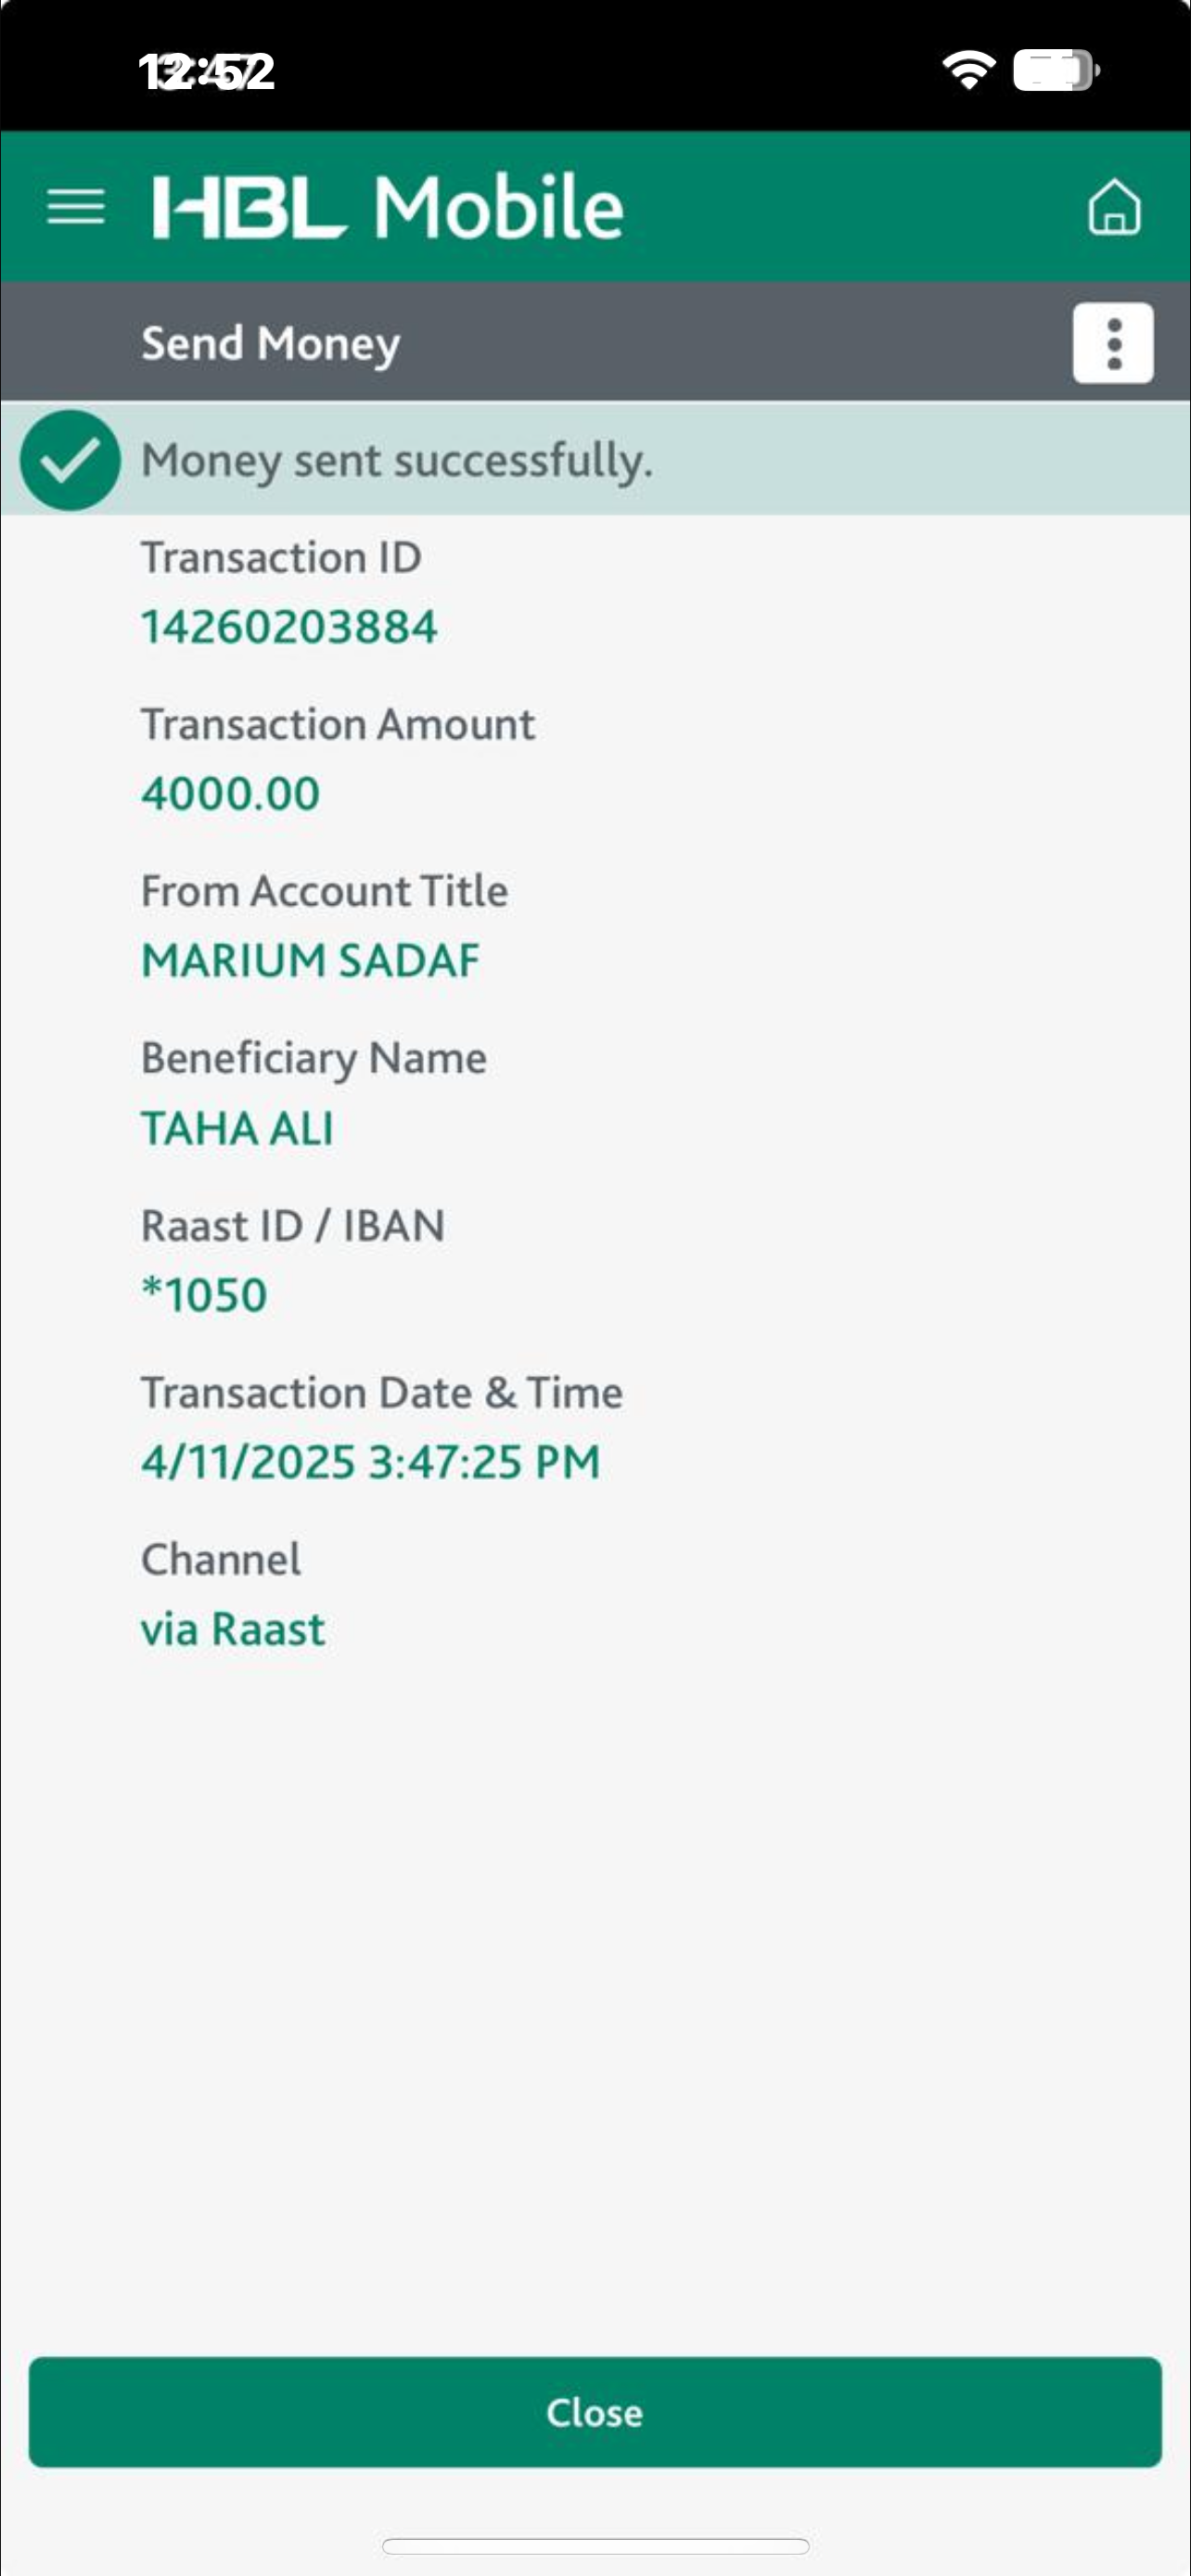 12:52
HBL Mobile
Send Money
Money sent successfully.
Transaction ID
14260203884
Transaction Amount
4000.00
From Account Title
MARIUM SADAF
Beneficiary Name
TAHA ALI
Raast ID / IBAN
*1050
Transaction Date & Time
4/11/2025 3:47:25 PM
Channel
via Raast
Close